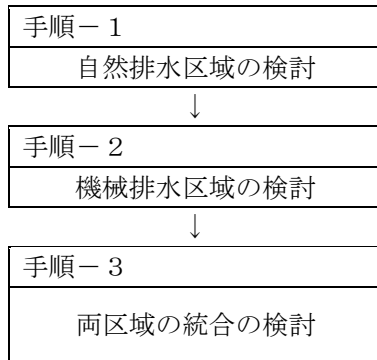 手順－１
自然排水区域の検討
↓
手順－２
機械排水区域の検討
↓
手順－３
両区域の統合の検討